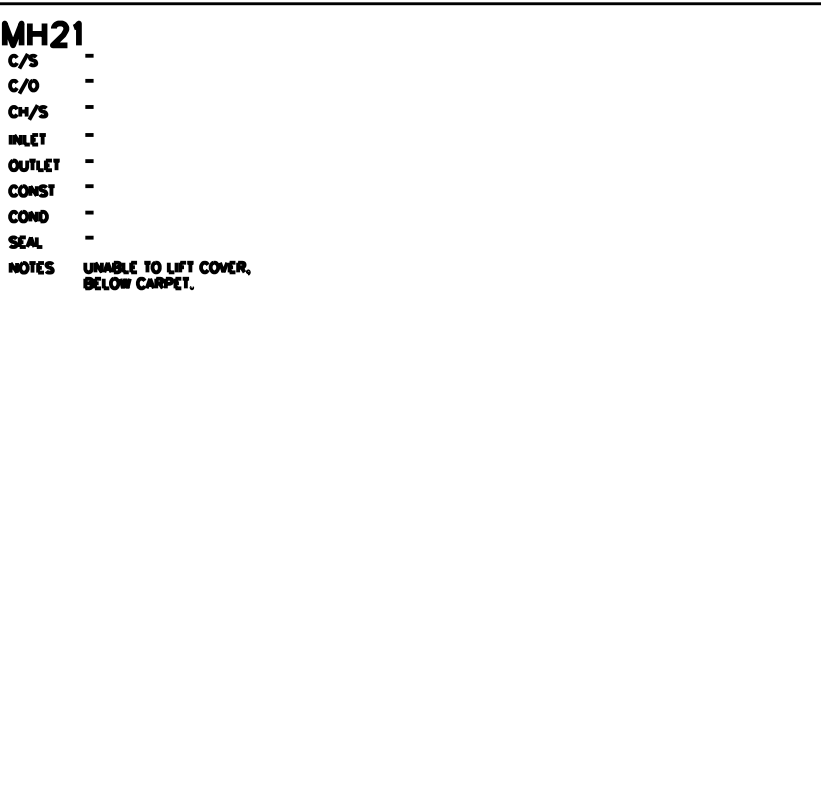 MH21
C/S -
C/O -
CH/S -
INLET -
OUTLET -
CONST -
COND -
SEAL -
NOTES UNABLE TO LIFT COVER,
BELOW CARPET.